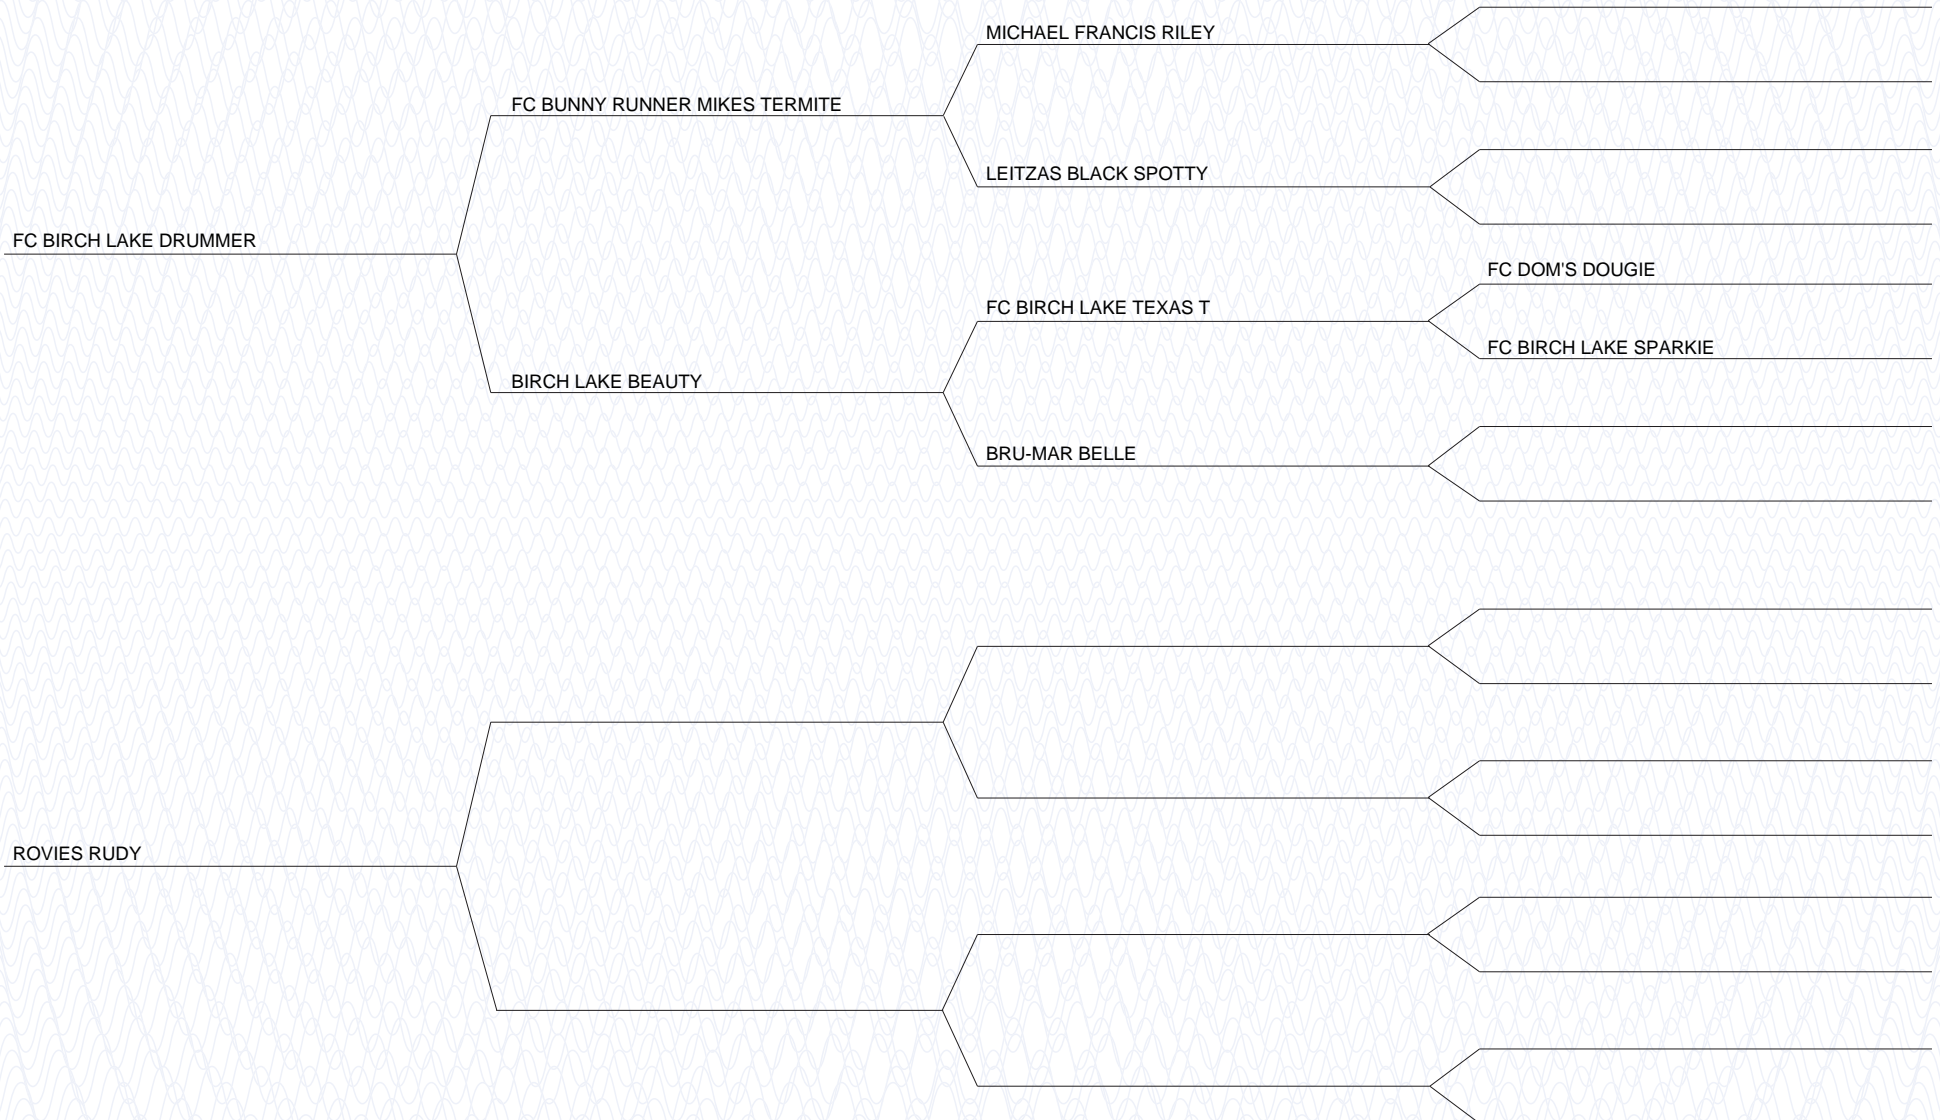 MICHAEL FRANCIS RILEY
FC BUNNY RUNNER MIKES TERMITE
LEITZAS BLACK SPOTTY
FC BIRCH LAKE DRUMMER
FC DOM'S DOUGIE
FC BIRCH LAKE TEXAS T
FC BIRCH LAKE SPARKIE
BIRCH LAKE BEAUTY
BRU-MAR BELLE
ROVIES RUDY